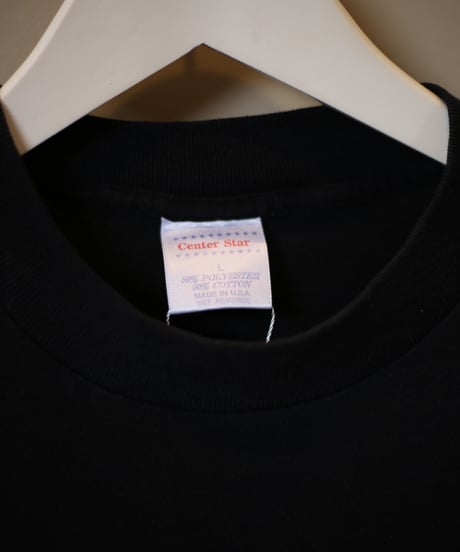 Center Star
L
50% POLYESTER
50% COTTON
MADE IN U.S.A
SEE REVERSE